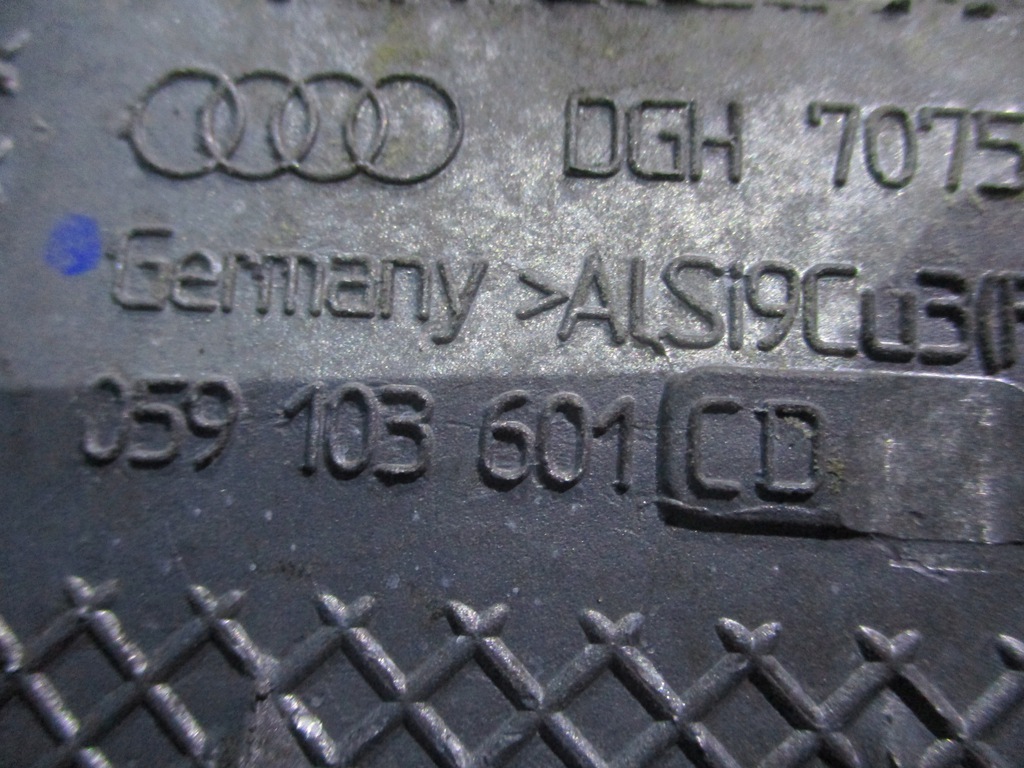 DGH 7075
Germany >ALSi9Cu3(F
059 103 601 CD